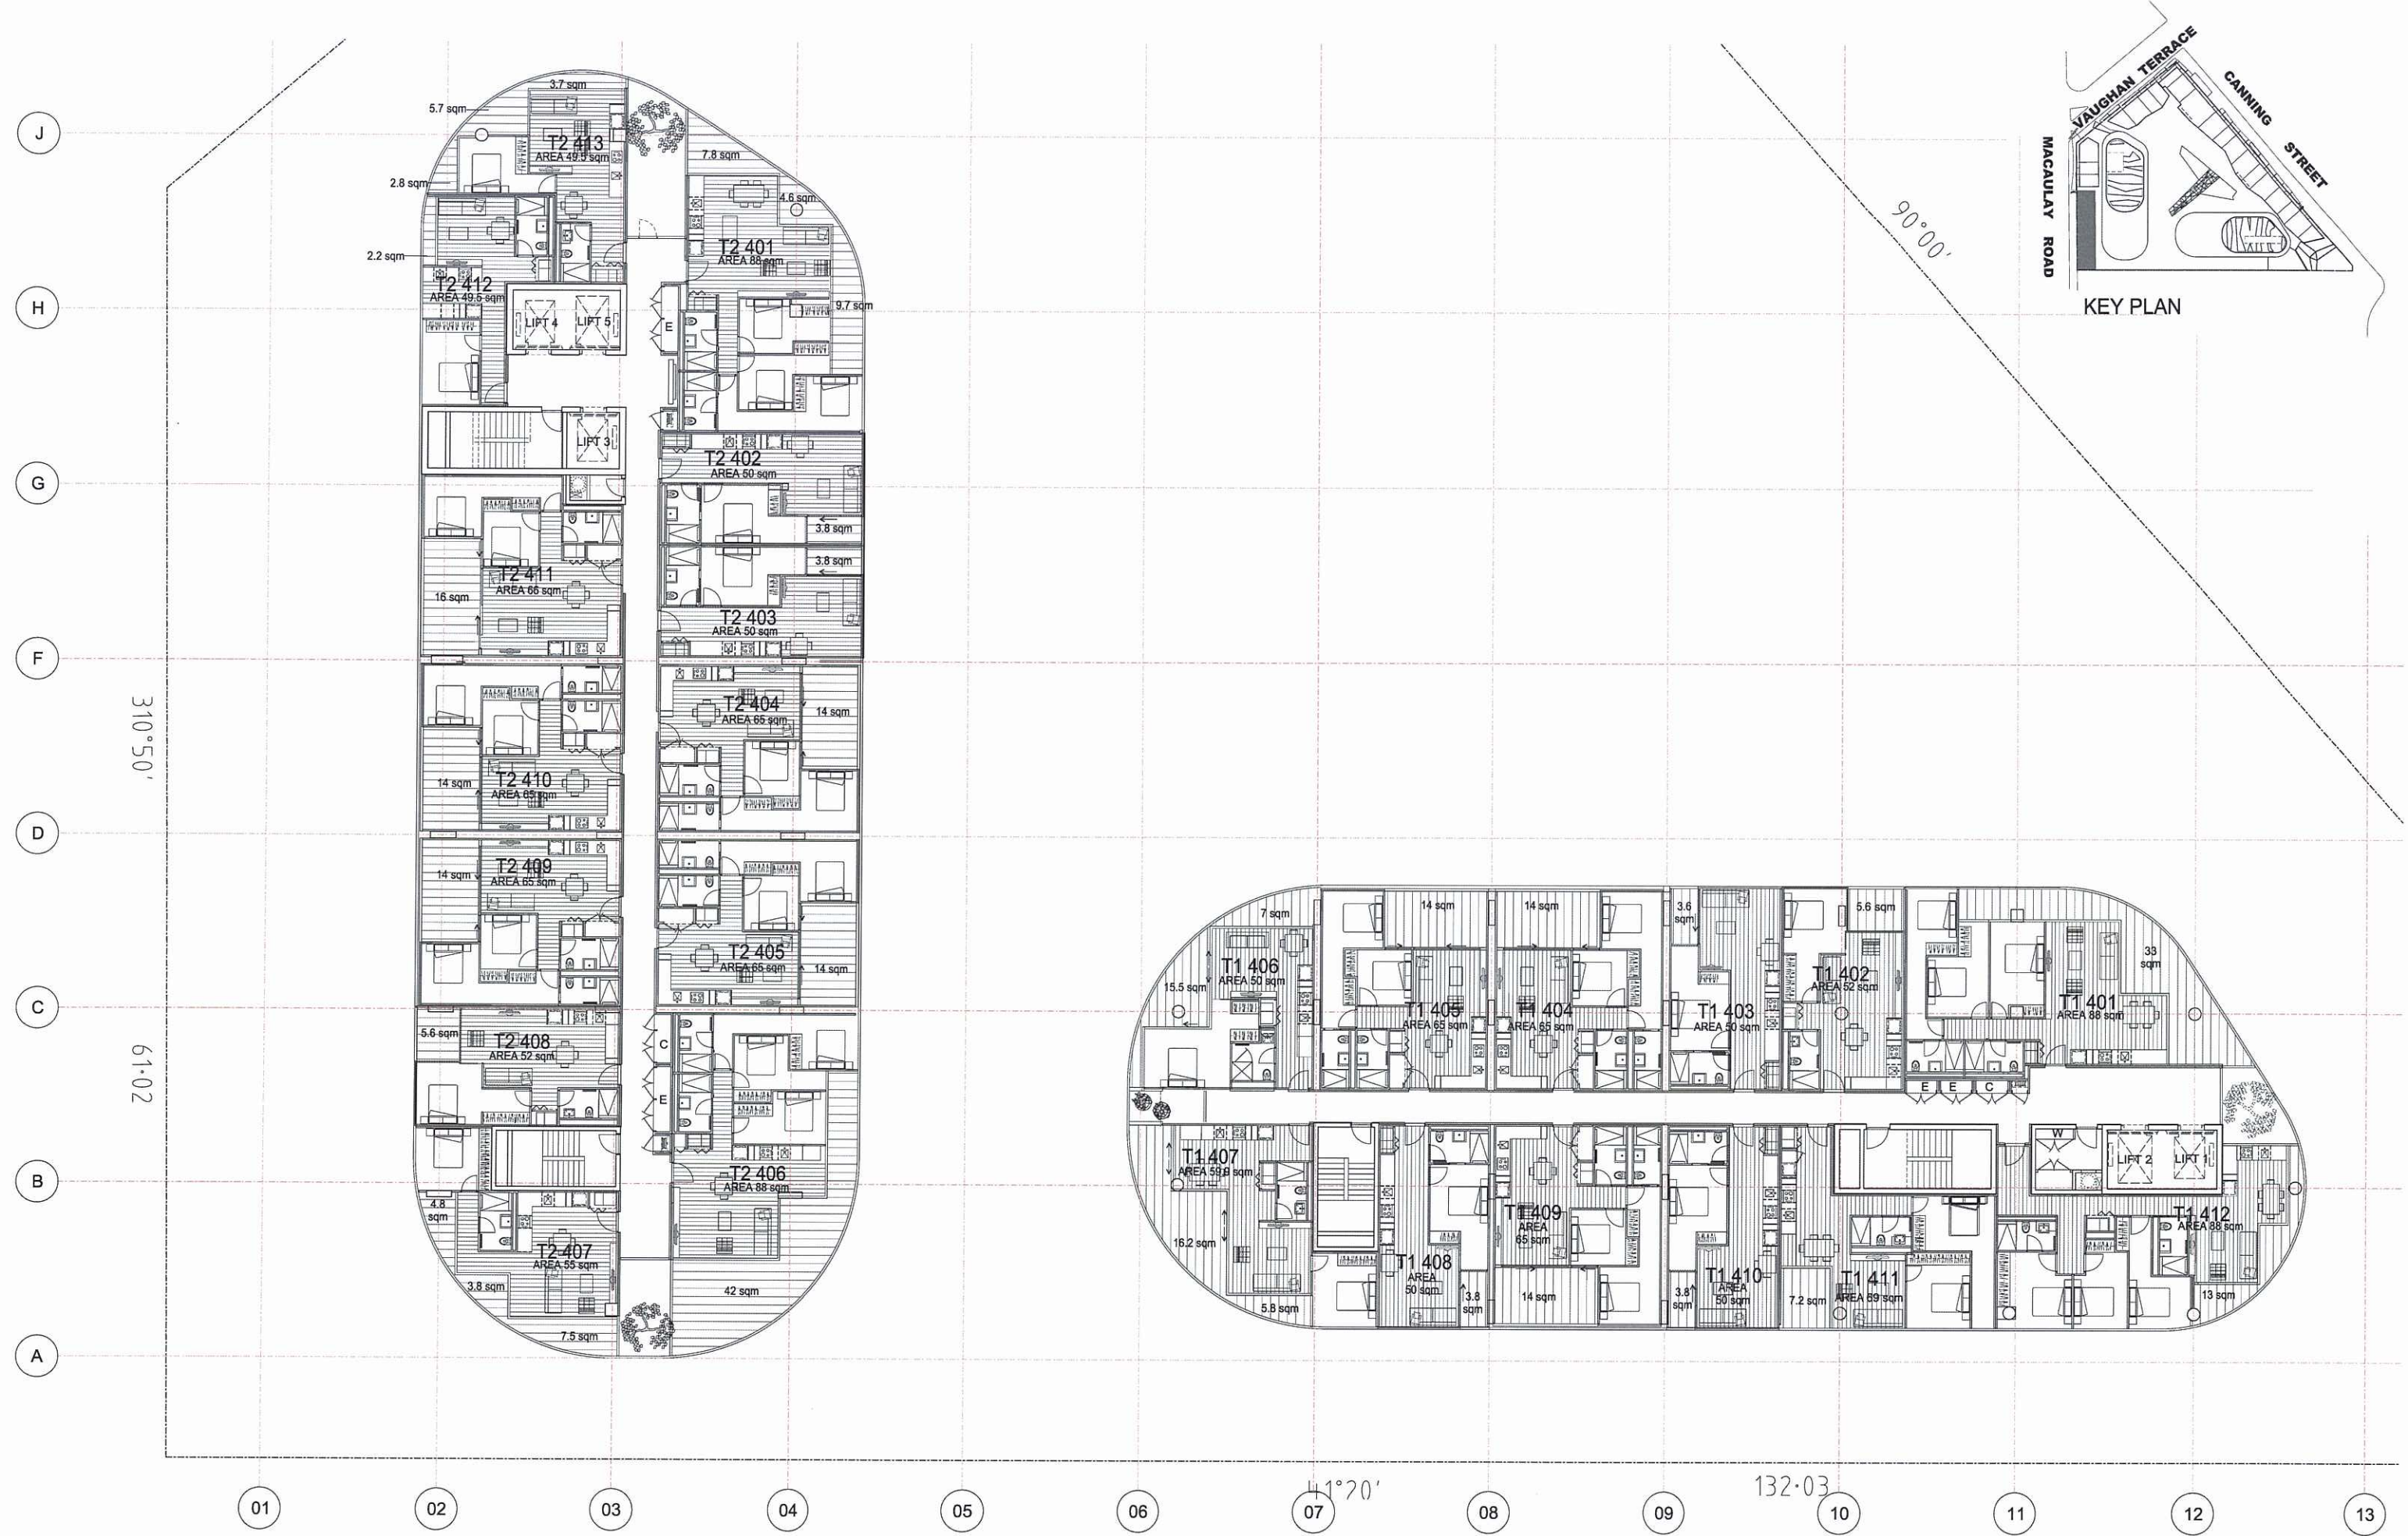 VAUGHAN TERRACE
CANNING STREET
MACAULAY ROAD
KEY PLAN
90°00'
J
H
G
F
D
C
B
A
310°50'
61·02
3.7 sqm
5.7 sqm
T2 413
AREA 49.5 sqm
2.8 sqm
7.8 sqm
4.6 sqm
2.2 sqm
T2 401
AREA 88 sqm
T2 412
AREA 49.5 sqm
9.7 sqm
LIFT 4
LIFT 5
E
LIFT 3
T2 402
AREA 50 sqm
3.8 sqm
3.8 sqm
T2 411
AREA 66 sqm
16 sqm
T2 403
AREA 50 sqm
T2 404
AREA 65 sqm
14 sqm
T2 410
AREA 65 sqm
14 sqm
T2 409
AREA 65 sqm
14 sqm
T2 405
AREA 65 sqm
14 sqm
5.6 sqm
T2 408
AREA 52 sqm
C
E
T2 406
AREA 88 sqm
4.8
sqm
T2 407
AREA 55 sqm
3.8 sqm
42 sqm
7.5 sqm
7 sqm
14 sqm
14 sqm
3.6
sqm
5.6 sqm
33
sqm
T1 406
AREA 50 sqm
15.5 sqm
T1 405
AREA 65 sqm
T1 404
AREA 65 sqm
T1 403
AREA 50 sqm
T1 402
AREA 52 sqm
T1 401
AREA 88 sqm
E
E
C
W
LIFT 2
LIFT 1
T1 407
AREA 59.9 sqm
16.2 sqm
5.8 sqm
T1 408
AREA
50 sqm
3.8
sqm
T1 409
AREA
65 sqm
14 sqm
3.8
sqm
T1 410
AREA
50 sqm
7.2 sqm
T1 411
AREA 69 sqm
T1 412
AREA 88 sqm
13 sqm
41°20'
132·03
01
02
03
04
05
06
07
08
09
10
11
12
13